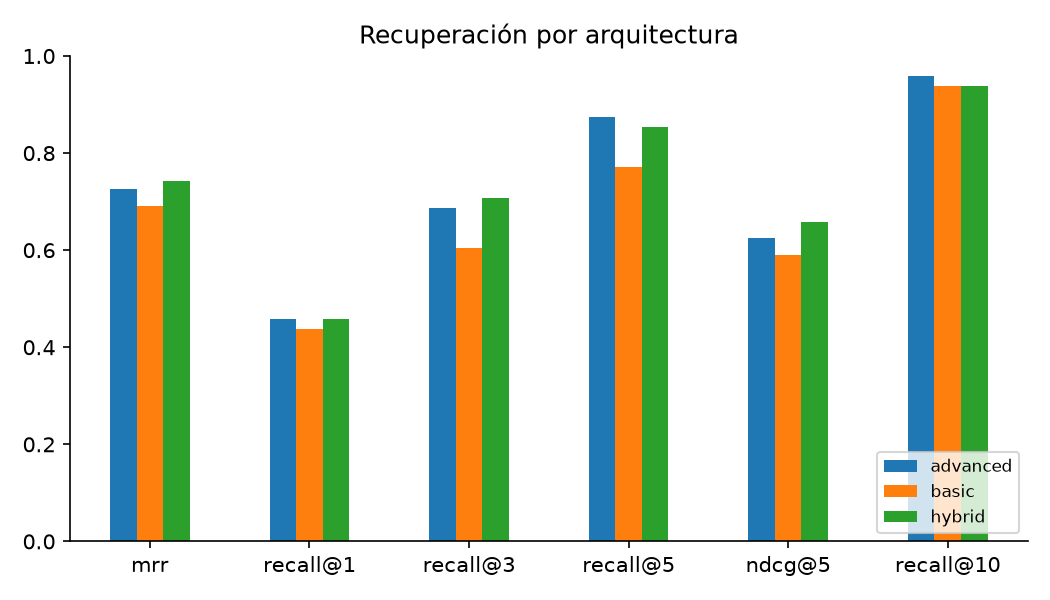 Recuperación por arquitectura
1.0
0.8
0.6
0.4
0.2
0.0
mrr
recall@1
recall@3
recall@5
ndcg@5
recall@10
advanced
basic
hybrid